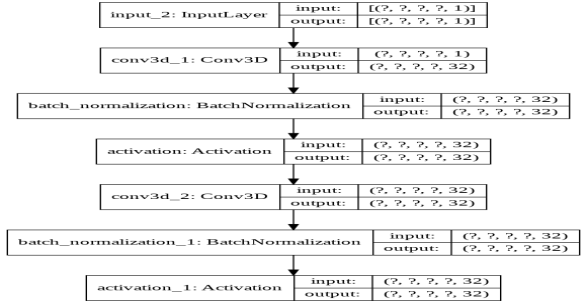 input_2: InputLayer
input: [(?, ?, ?, ?, 1)]
output: [(?, ?, ?, ?, 1)]
conv3d_1: Conv3D
input: (?, ?, ?, ?, 1)
output: (?, ?, ?, ?, 32)
batch_normalization: BatchNormalization
input: (?, ?, ?, ?, 32)
output: (?, ?, ?, ?, 32)
activation: Activation
input: (?, ?, ?, ?, 32)
output: (?, ?, ?, ?, 32)
conv3d_2: Conv3D
input: (?, ?, ?, ?, 32)
output: (?, ?, ?, ?, 32)
batch_normalization_1: BatchNormalization
input: (?, ?, ?, ?, 32)
output: (?, ?, ?, ?, 32)
activation_1: Activation
input: (?, ?, ?, ?, 32)
output: (?, ?, ?, ?, 32)